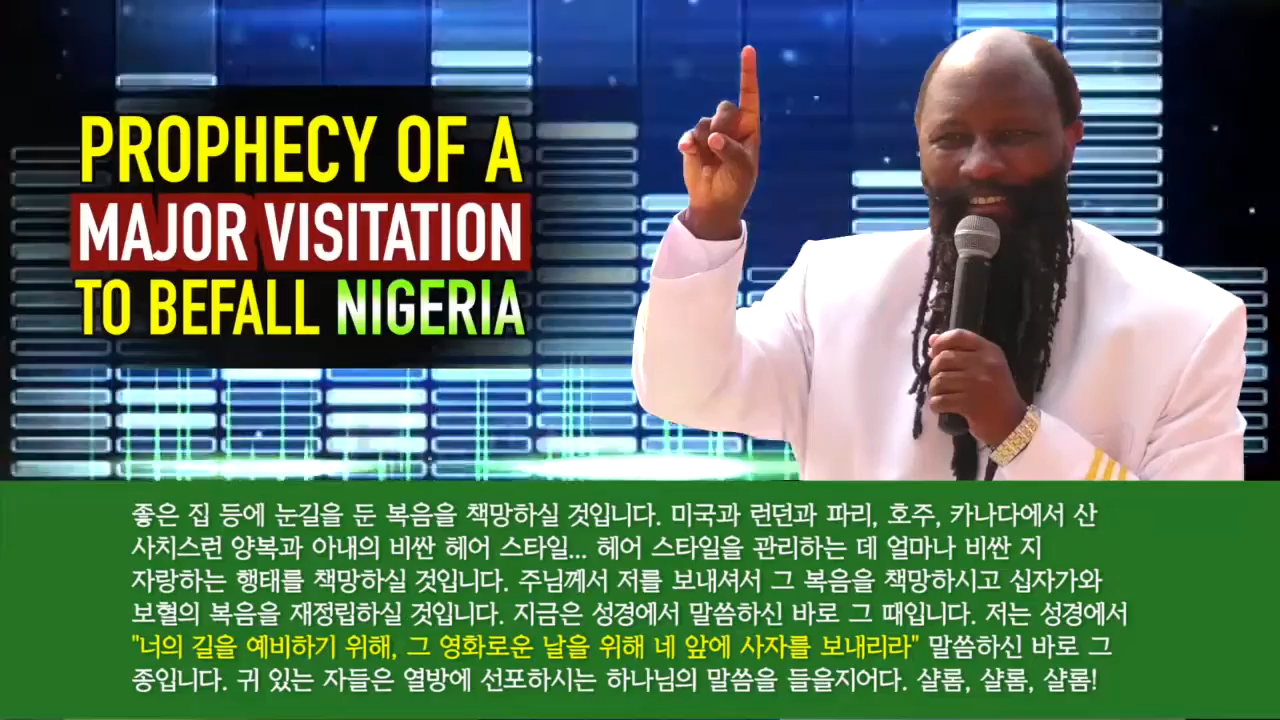 PROPHECY OF A
MAJOR VISITATION
TO BEFALL NIGERIA
좋은 집 등에 눈길을 둔 복음을 책망하실 것입니다. 미국과 런던과 파리, 호주, 카나다에서 산
사치스런 양복과 아내의 비싼 헤어 스타일... 헤어 스타일을 관리하는 데 얼마나 비싼 지
자랑하는 행태를 책망하실 것입니다. 주님께서 저를 보내셔서 그 복음을 책망하시고 십자가와
보혈의 복음을 재정립하실 것입니다. 지금은 성경에서 말씀하신 바로 그 때입니다. 저는 성경에서
"너의 길을 예비하기 위해, 그 영화로운 날을 위해 네 앞에 사자를 보내리라" 말씀하신 바로 그
종입니다. 귀 있는 자들은 열방에 선포하시는 하나님의 말씀을 들을지어다. 샬롬, 샬롬, 샬롬!